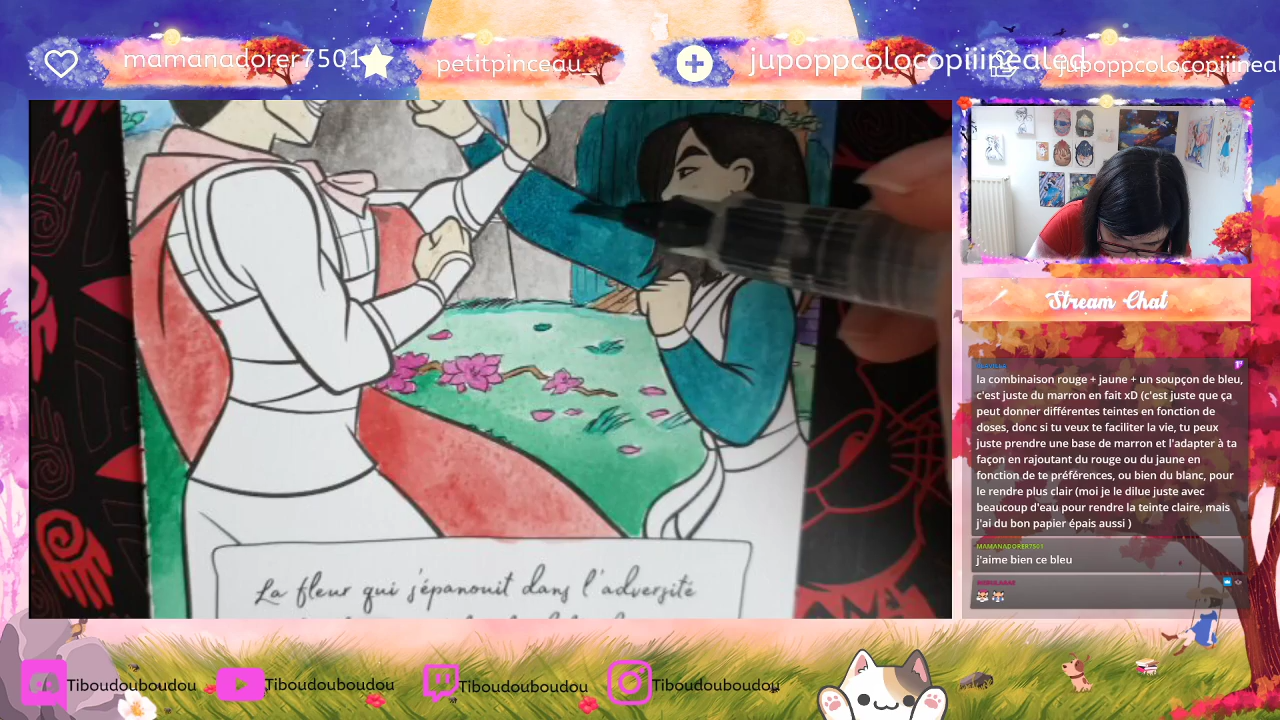 mamanadorer7501
petitpinceau
jupoppcolocopiiinealed
jupoppcolocopiiineal
Stream Chat
la combinaison rouge + jaune + un soupçon de bleu,
c'est juste du marron en fait xD (c'est juste que ça
peut donner différentes teintes en fonction de
doses, donc si tu veux te faciliter la vie, tu peux
juste prendre une base de marron et l'adapter à ta
façon en rajoutant du rouge ou du jaune en
fonction de te préférences, ou bien du blanc, pour
le rendre plus clair (moi je le dilue juste avec
beaucoup d'eau pour rendre la teinte claire, mais
j'ai du bon papier épais aussi )
MAMANADORER7501
j'aime bien ce bleu
La fleur qui s'épanouit dans l'adversité
Tiboudouboudou
Tiboudouboudou
Tiboudouboudou
Tiboudouboudou